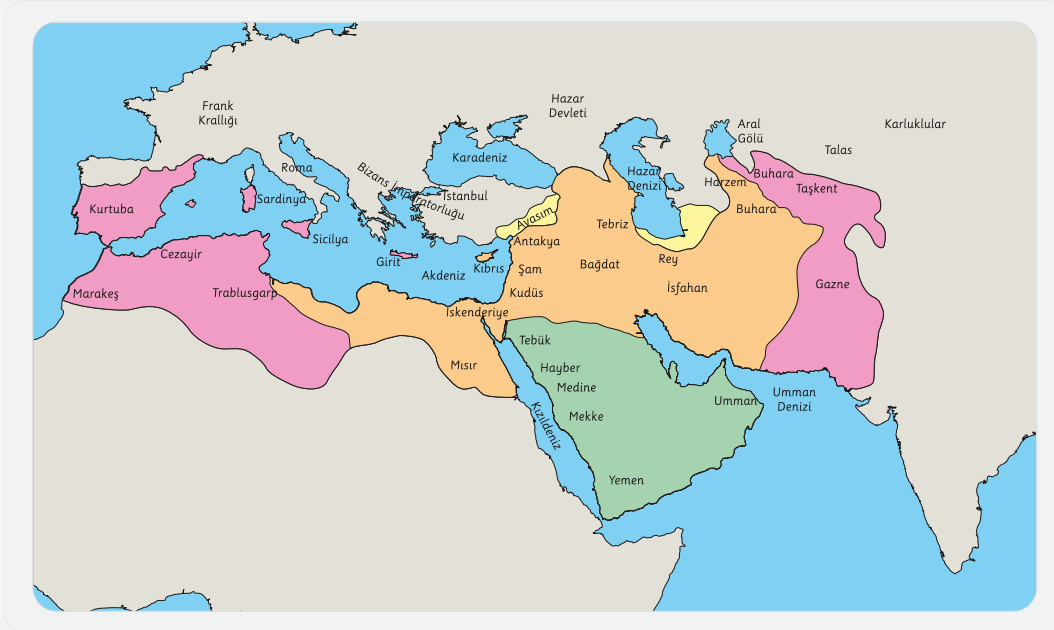 Frank
Krallığı
Hazar
Devleti
Aral
Gölü
Karluklular
Talas
Karadeniz
Roma
Bizans İmparatorluğu
İstanbul
Hazar
Denizi
Harzem
Buhara
Taşkent
Buhara
Kurtuba
Sardinya
Sicilya
Avasım
Tebriz
Antakya
Cezayir
Girit
Akdeniz
Kıbrıs
Şam
Bağdat
Rey
Marakeş
Trablusgarp
Kudüs
İsfahan
Gazne
İskenderiye
Mısır
Tebük
Hayber
Medine
Mekke
Kızıldeniz
Umman
Umman
Denizi
Yemen